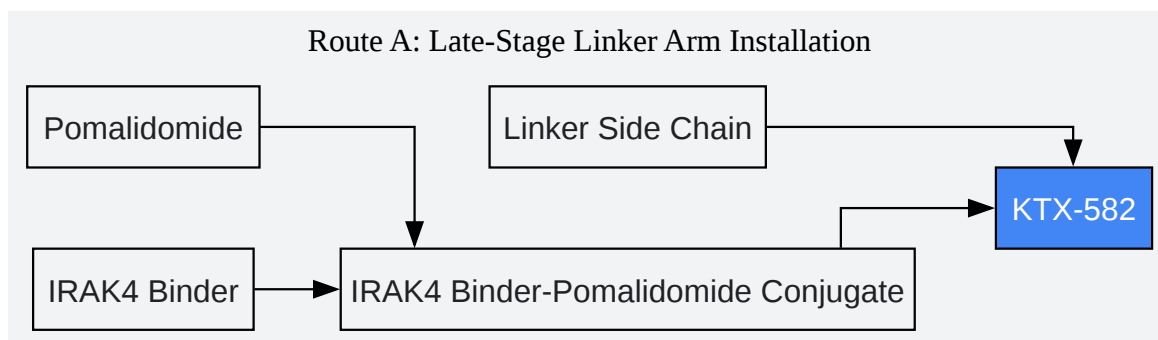 Route A: Late-Stage Linker Arm Installation
Pomalidomide
Linker Side Chain
KTX-582
IRAK4 Binder
IRAK4 Binder-Pomalidomide Conjugate